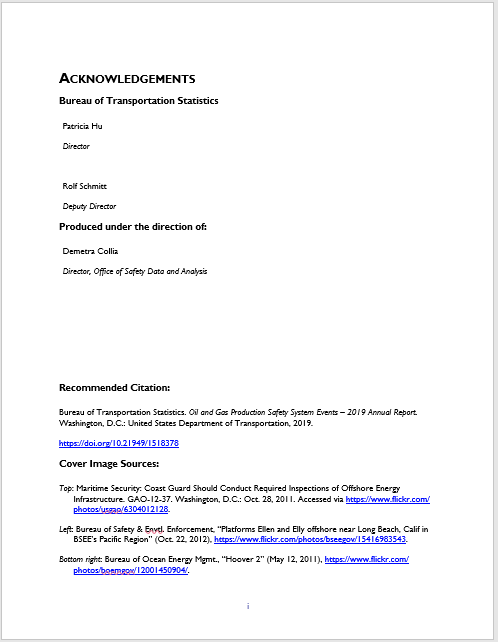 ACKNOWLEDGEMENTS
Bureau of Transportation Statistics
Patricia Hu
Director
Rolf Schmitt
Deputy Director
Produced under the direction of:
Demetra Collia
Director, Office of Safety Data and Analysis
Recommended Citation:
Bureau of Transportation Statistics. Oil and Gas Production Safety System Events – 2019 Annual Report.
Washington, D.C.: United States Department of Transportation, 2019.
https://doi.org/10.21949/1518378
Cover Image Sources:
Top: Maritime Security: Coast Guard Should Conduct Required Inspections of Offshore Energy
Infrastructure. GAO-12-37. Washington, D.C.: Oct. 28, 2011. Accessed via https://www.flickr.com/
photos/usgao/6304012128.
Left: Bureau of Safety & Envtl. Enforcement, “Platforms Ellen and Elly offshore near Long Beach, Calif in
BSEE’s Pacific Region” (Oct. 22, 2012), https://www.flickr.com/photos/bseegov/15416983543.
Bottom right: Bureau of Ocean Energy Mgmt., “Hoover 2” (May 12, 2011), https://www.flickr.com/
photos/boemgov/12001450904/.
i